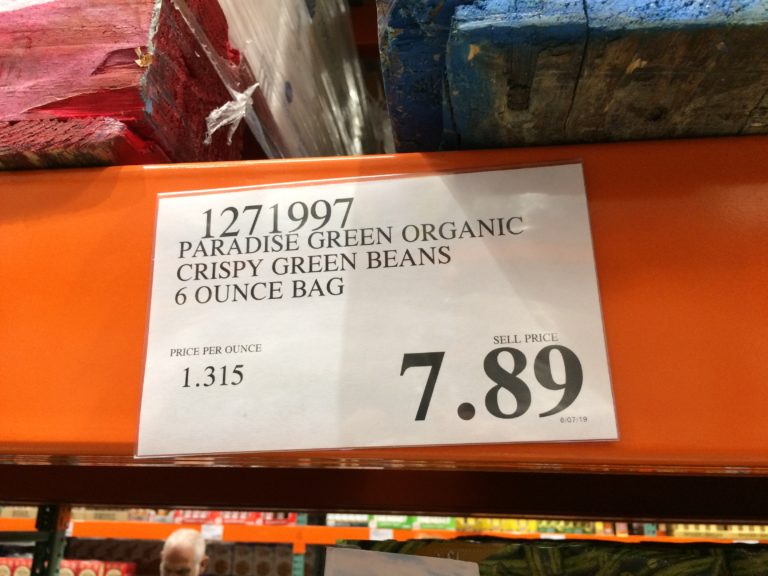 1271997
PARADISE GREEN ORGANIC
CRISPY GREEN BEANS
6 OUNCE BAG
PRICE PER OUNCE
1.315
SELL PRICE
7.89
6/07/19